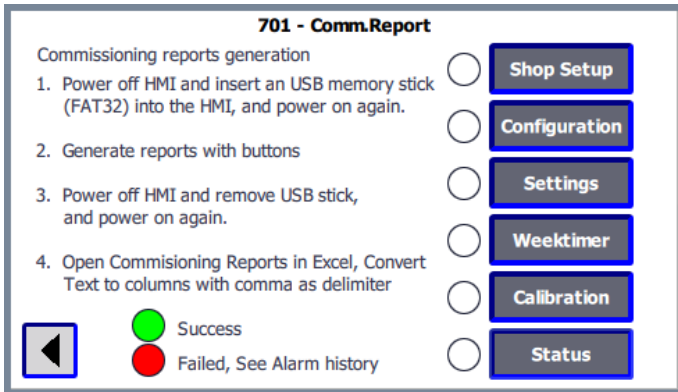 701 - Comm.Report
Commissioning reports generation
1. Power off HMI and insert an USB memory stick
(FAT32) into the HMI, and power on again.
2. Generate reports with buttons
3. Power off HMI and remove USB stick,
and power on again.
4. Open Commisioning Reports in Excel, Convert
Text to columns with comma as delimiter
Success
Failed, See Alarm history
Shop Setup
Configuration
Settings
Weektimer
Calibration
Status